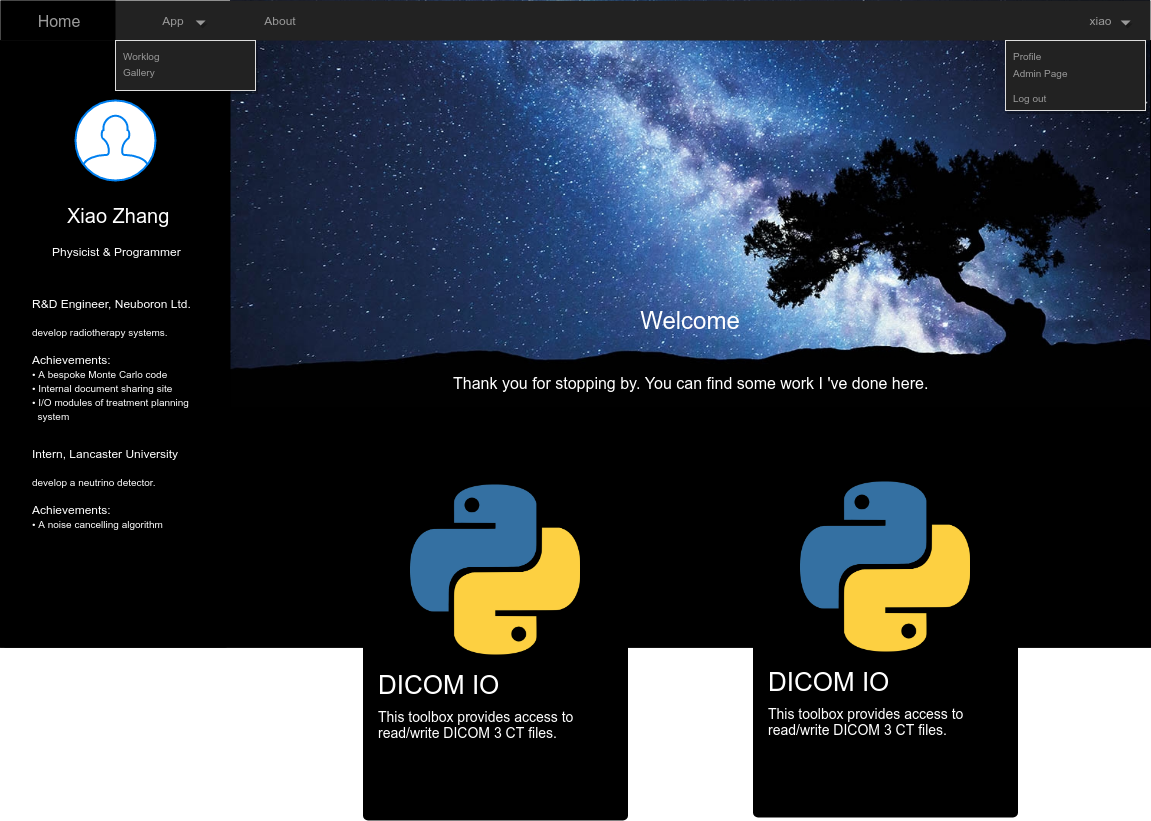 Home
App
About
xiao
Worklog
Gallery
Profile
Admin Page
Log out
Xiao Zhang
Physicist & Programmer
R&D Engineer, Neuboron Ltd.
develop radiotherapy systems.
Achievements:
• A bespoke Monte Carlo code
• Internal document sharing site
• I/O modules of treatment planning
system
Intern, Lancaster University
develop a neutrino detector.
Achievements:
• A noise cancelling algorithm
Welcome
Thank you for stopping by. You can find some work I 've done here.
DICOM IO
This toolbox provides access to
read/write DICOM 3 CT files.
DICOM IO
This toolbox provides access to
read/write DICOM 3 CT files.